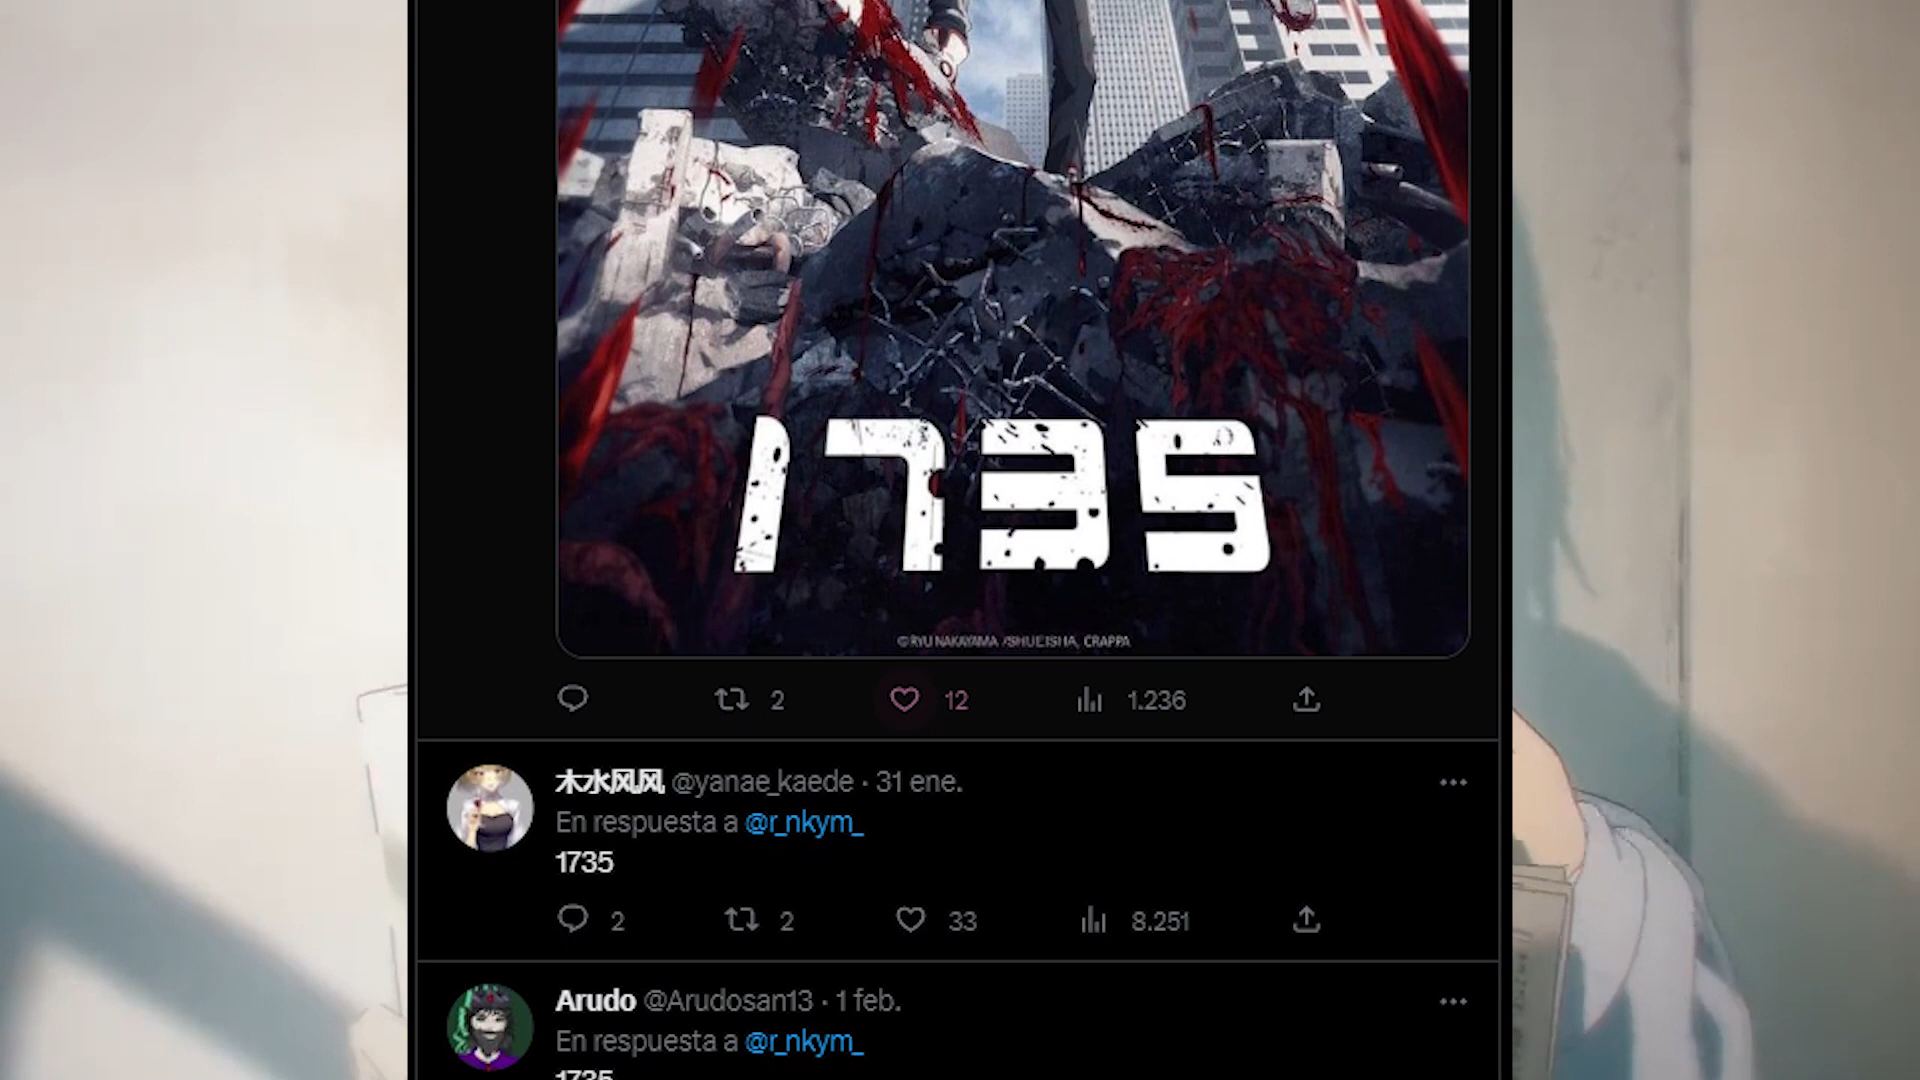 1735
©RYU NAKAYAMA /SHUEISHA, CRAPPA
2 12 1.236
木水风风 @yanae_kaede · 31 ene.
En respuesta a @r_nkym_
1735
2 2 33 8.251
Arudo @Arudosan13 · 1 feb.
En respuesta a @r_nkym_
1735